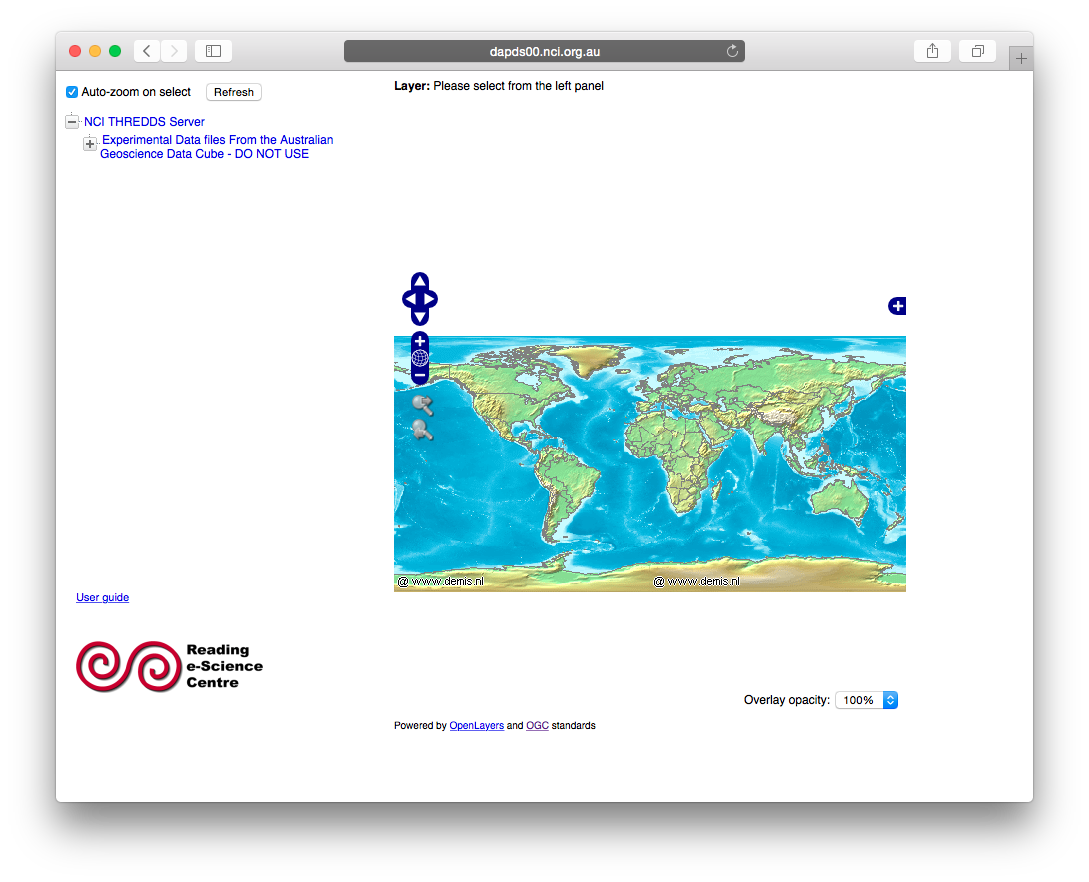 dapds00.nci.org.au
Auto-zoom on select
Refresh
Layer: Please select from the left panel
NCI THREDDS Server
Experimental Data files From the Australian
Geoscience Data Cube - DO NOT USE
@ www.demis.nl
@ www.demis.nl
User guide
Reading
e-Science
Centre
Overlay opacity: 100%
Powered by OpenLayers and OGC standards